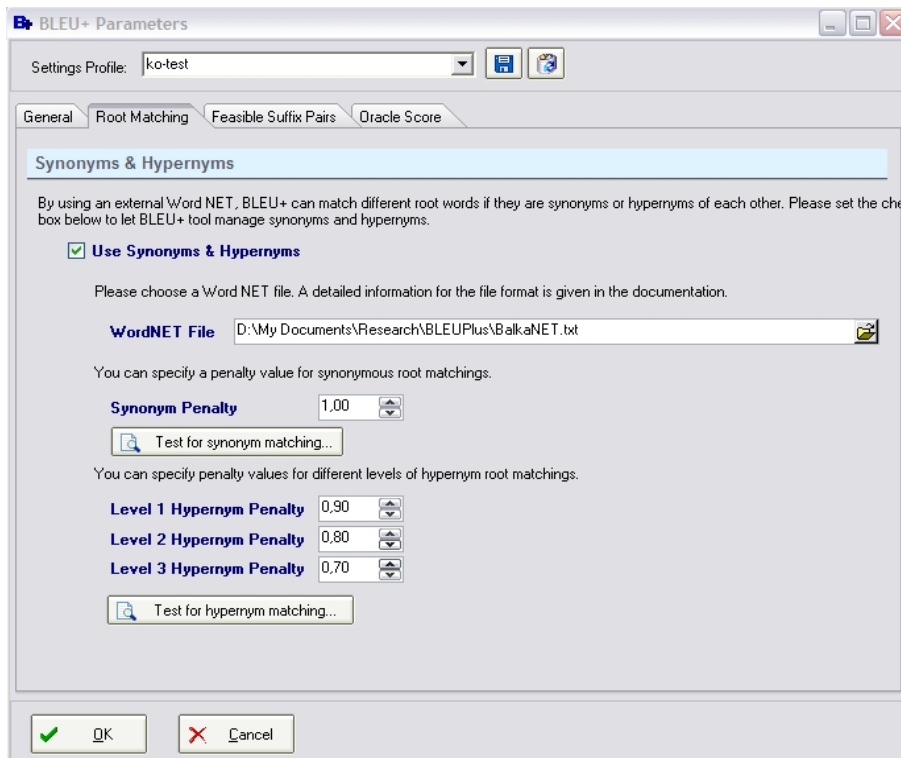 B+ BLEU+ Parameters
Settings Profile: ko-test
General Root Matching Feasible Suffix Pairs Oracle Score
Synonyms & Hypernyms
By using an external Word NET, BLEU+ can match different root words if they are synonyms or hypernyms of each other. Please set the che
box below to let BLEU+ tool manage synonyms and hypernyms.
Use Synonyms & Hypernyms
Please choose a Word NET file. A detailed information for the file format is given in the documentation.
WordNET File D:\My Documents\Research\BLEUPlus\BalkaNET.txt
You can specify a penalty value for synonymous root matchings.
Synonym Penalty 1,00
Test for synonym matching...
You can specify penalty values for different levels of hypernym root matchings.
Level 1 Hypernym Penalty 0,90
Level 2 Hypernym Penalty 0,80
Level 3 Hypernym Penalty 0,70
Test for hypernym matching...
OK Cancel